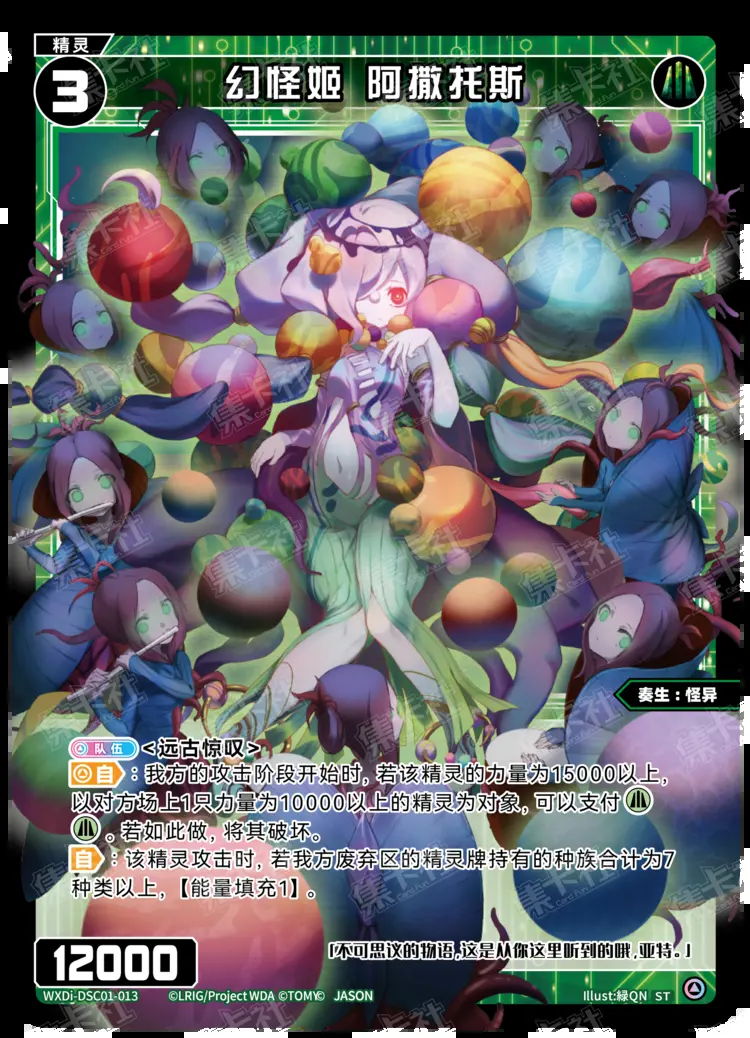 精灵
3
幻怪姬 阿撒托斯
奏生：怪异
队伍 <远古惊叹>
自：我方的攻击阶段开始时，若该精灵的力量为15000以上，
以对方场上1只力量为10000以上的精灵为对象，可以支付
。若如此做，将其破坏。
自：该精灵攻击时，若我方废弃区的精灵牌持有的种族合计为7
种类以上，【能量填充1】。
12000
「不可思议的物语，这是从你这里听到的哦，亚特。」
WXDi-DSC01-013 ©LRIG/Project WDA ©TOMY© JASON Illust:緑QN ST
集卡社